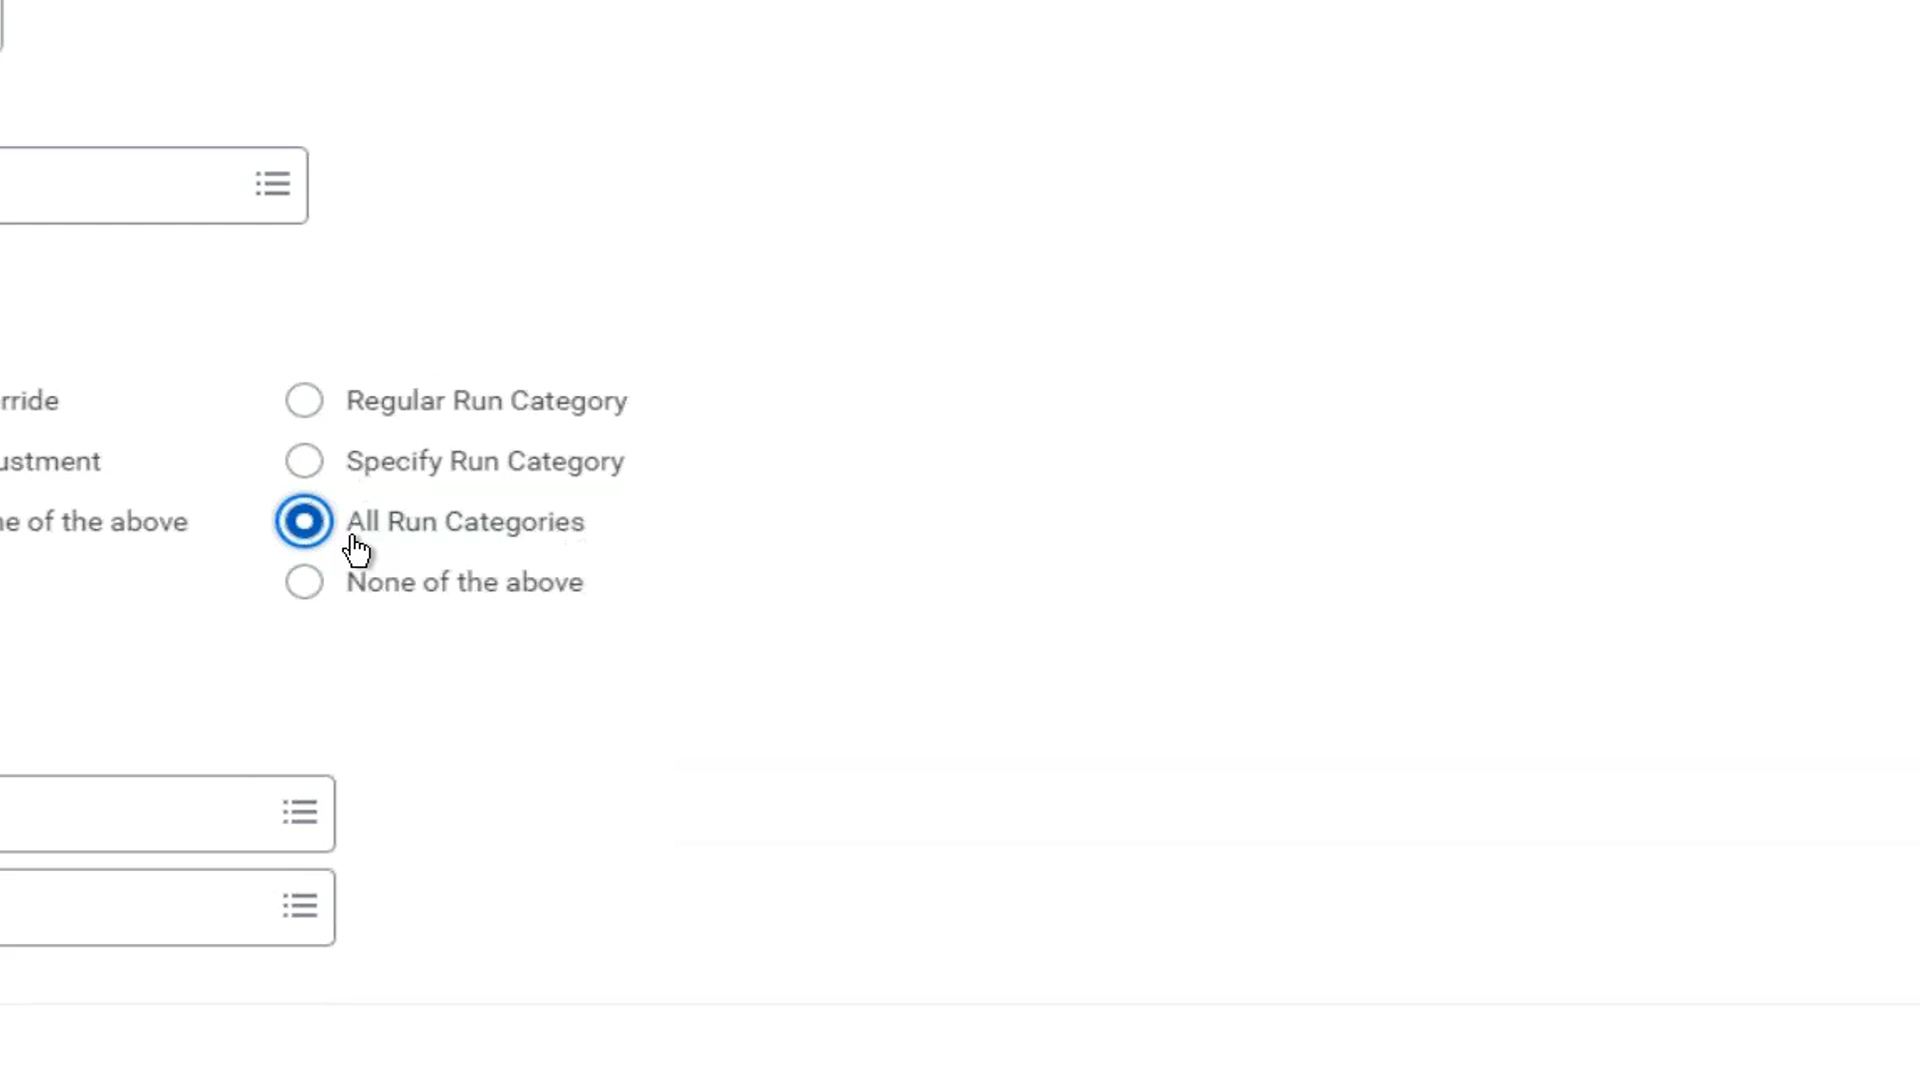 rride Regular Run Category
ustment Specify Run Category
ne of the above All Run Categories
None of the above